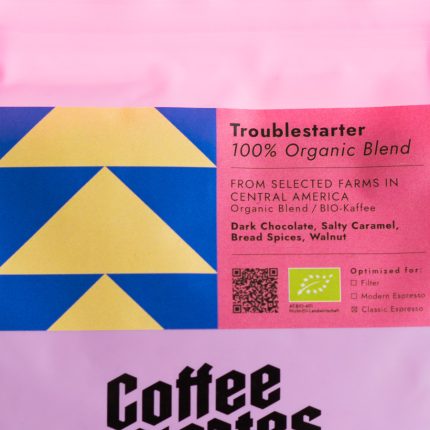 Troublestarter
100% Organic Blend
FROM SELECTED FARMS IN
CENTRAL AMERICA
Organic Blend / BIO-Kaffee
Dark Chocolate, Salty Caramel,
Bread Spices, Walnut
Optimized for:
Filter
Modern Espresso
Classic Espresso
Coffee